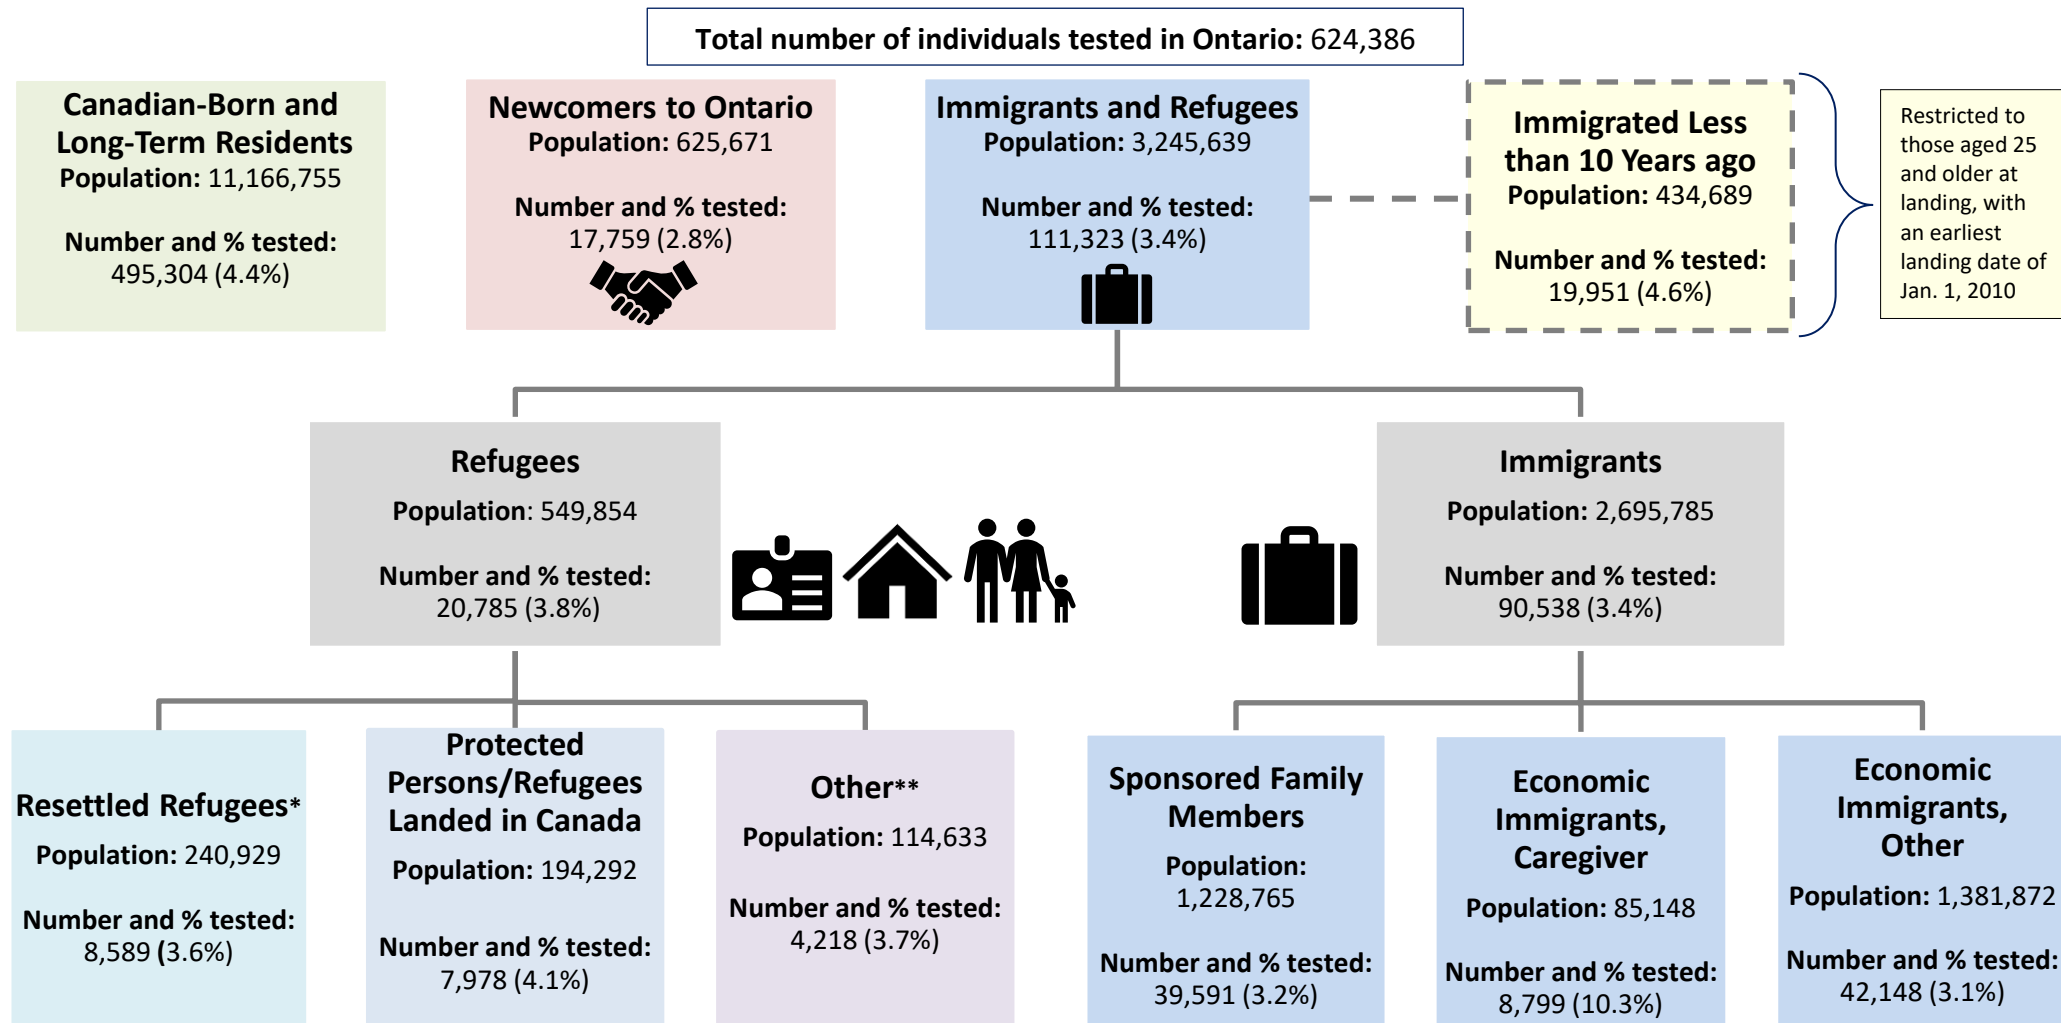 Total number of individuals tested in Ontario: 624,386
Canadian-Born and
Long-Term Residents
Population: 11,166,755
Number and % tested:
495,304 (4.4%)
Newcomers to Ontario
Population: 625,671
Number and % tested:
17,759 (2.8%)
Immigrants and Refugees
Population: 3,245,639
Number and % tested:
111,323 (3.4%)
Immigrated Less
than 10 Years ago
Population: 434,689
Number and % tested:
19,951 (4.6%)
Restricted to
those aged 25
and older at
landing, with
an earliest
landing date of
Jan. 1, 2010
Refugees
Population: 549,854
Number and % tested:
20,785 (3.8%)
Immigrants
Population: 2,695,785
Number and % tested:
90,538 (3.4%)
Resettled Refugees*
Population: 240,929
Number and % tested:
8,589 (3.6%)
Protected
Persons/Refugees
Landed in Canada
Population: 194,292
Number and % tested:
7,978 (4.1%)
Other**
Population: 114,633
Number and % tested:
4,218 (3.7%)
Sponsored Family
Members
Population:
1,228,765
Number and % tested:
39,591 (3.2%)
Economic
Immigrants,
Caregiver
Population: 85,148
Number and % tested:
8,799 (10.3%)
Economic
Immigrants,
Other
Population: 1,381,872
Number and % tested:
42,148 (3.1%)